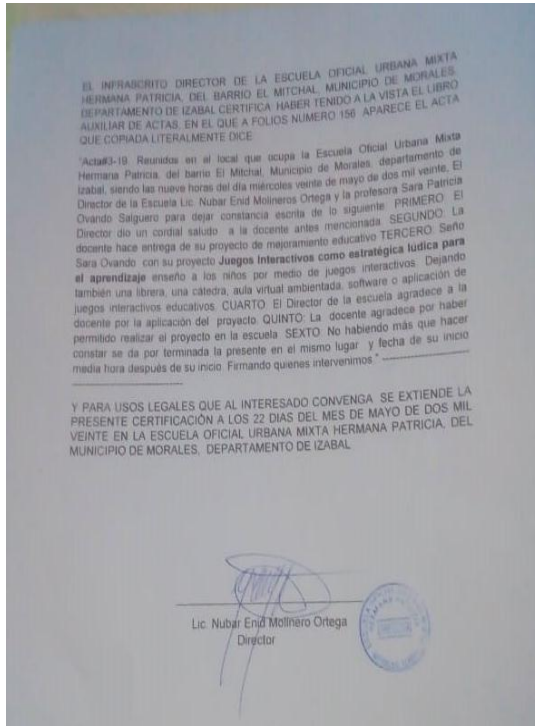 EL INFRASCRITO DIRECTOR DE LA ESCUELA OFICIAL URBANA MIXTA
HERMANA PATRICIA, DEL BARRIO EL MITCHAL, MUNICIPIO DE MORALES,
DEPARTAMENTO DE IZABAL CERTIFICA HABER TENIDO A LA VISTA EL LIBRO
AUXILIAR DE ACTAS, EN EL QUE A FOLIOS NUMERO 156 APARECE EL ACTA
QUE COPIADA LITERALMENTE DICE:
"Acta#3-19. Reunidos en el local que ocupa la Escuela Oficial Urbana Mixta
Hermana Patricia, del barrio El Mitchal, Municipio de Morales, departamento de
Izabal, siendo las nueve horas del día miércoles veinte de mayo de dos mil veinte, El
Director de la Escuela Lic. Nubar Enid Molineros Ortega y la profesora Sara Patricia
Ovando Salguero para dejar constancia escrita de lo siguiente: PRIMERO: El
Director dio un cordial saludo a la docente antes mencionada. SEGUNDO: La
docente hace entrega de su proyecto de mejoramiento educativo TERCERO: Seño
Sara Ovando con su proyecto Juegos Interactivos como estratégica lúdica para
el aprendizaje enseño a los niños por medio de juegos interactivos. Dejando
también una librera, una cátedra, aula virtual ambientada, software o aplicación de
juegos interactivos educativos. CUARTO: El Director de la escuela agradece a la
docente por la aplicación del proyecto. QUINTO: La docente agradece por haber
permitido realizar el proyecto en la escuela. SEXTO: No habiendo más que hacer
constar se da por terminada la presente en el mismo lugar y fecha de su inicio
media hora después de su inicio. Firmando quienes intervenimos."
Y PARA USOS LEGALES QUE AL INTERESADO CONVENGA SE EXTIENDE LA
PRESENTE CERTIFICACIÓN A LOS 22 DIAS DEL MES DE MAYO DE DOS MIL
VEINTE EN LA ESCUELA OFICIAL URBANA MIXTA HERMANA PATRICIA, DEL
MUNICIPIO DE MORALES, DEPARTAMENTO DE IZABAL
Lic. Nubar Enid Molinero Ortega
Director